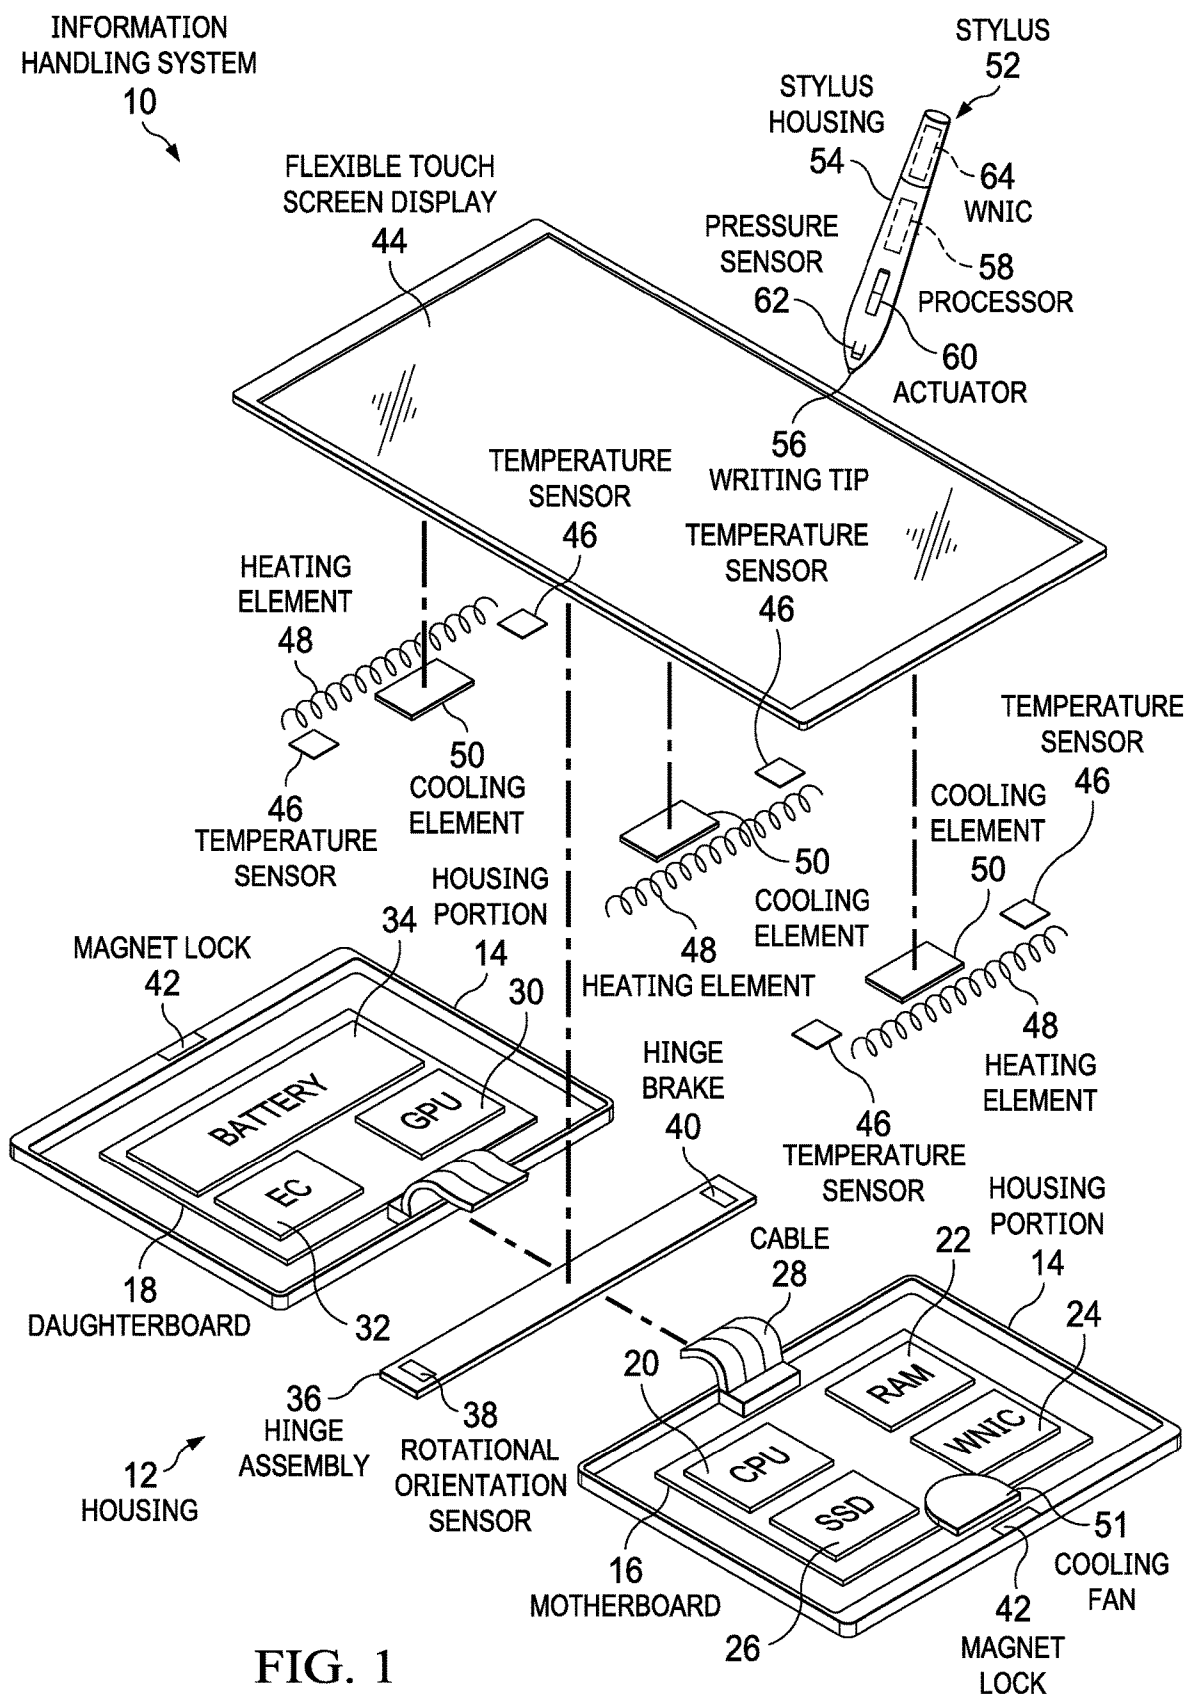 INFORMATION
HANDLING SYSTEM
10
STYLUS
52
STYLUS
HOUSING
54
64
WNIC
FLEXIBLE TOUCH
SCREEN DISPLAY
44
PRESSURE
SENSOR
62
58
PROCESSOR
60
ACTUATOR
56
WRITING TIP
TEMPERATURE
SENSOR
46
TEMPERATURE
SENSOR
46
HEATING
ELEMENT
48
50
COOLING
ELEMENT
46
TEMPERATURE
SENSOR
TEMPERATURE
SENSOR
46
COOLING
ELEMENT
50
50
COOLING
ELEMENT
48
HEATING ELEMENT
48
HEATING
ELEMENT
46
TEMPERATURE
SENSOR
HOUSING
PORTION
14
34
MAGNET LOCK
42
30
BATTERY
GPU
EC
18
DAUGHTERBOARD
32
HINGE
BRAKE
40
CABLE
28
HOUSING
PORTION
14
22
24
20
RAM
WNIC
CPU
SSD
36
HINGE
ASSEMBLY
38
ROTATIONAL
ORIENTATION
SENSOR
12
HOUSING
16
MOTHERBOARD
26
51
COOLING
FAN
42
MAGNET
LOCK
FIG. 1